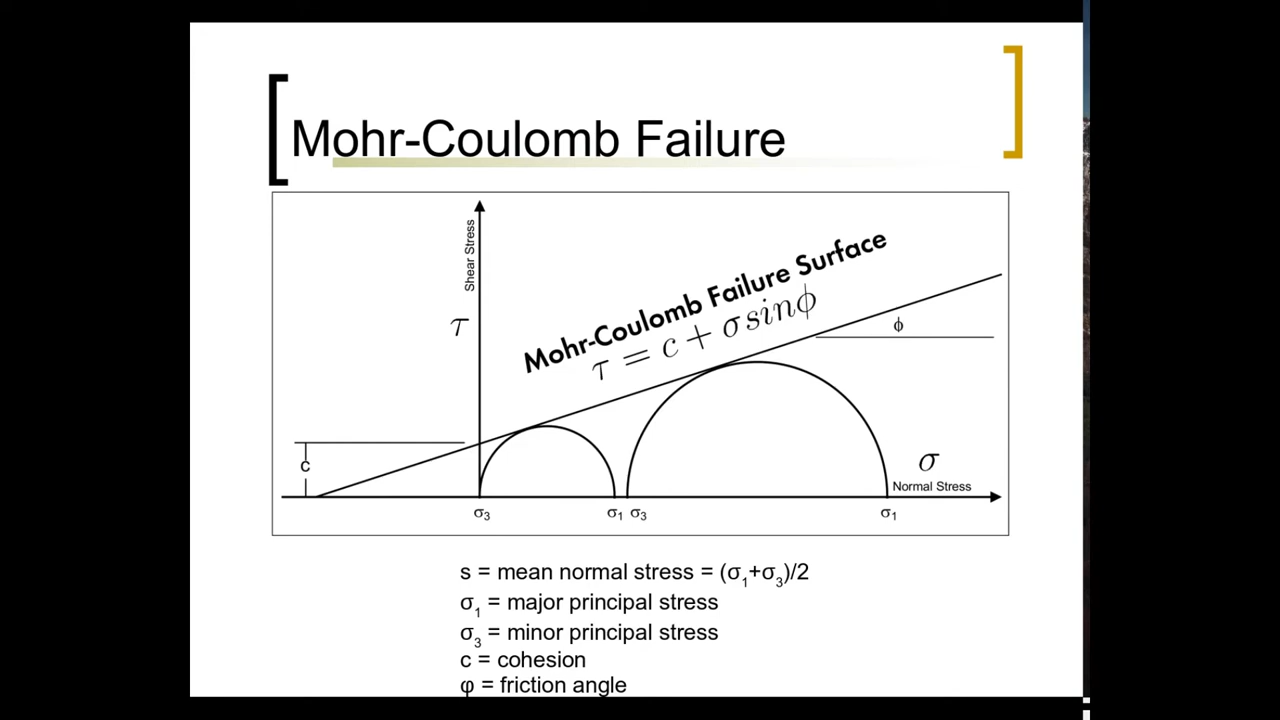 Mohr-Coulomb Failure
Shear Stress
τ
Mohr-Coulomb Failure Surface
τ = c + σ sinϕ
ϕ
c
σ
Normal Stress
σ3 σ1 σ3 σ1
s = mean normal stress = (σ1+σ3)/2
σ1 = major principal stress
σ3 = minor principal stress
c = cohesion
φ = friction angle